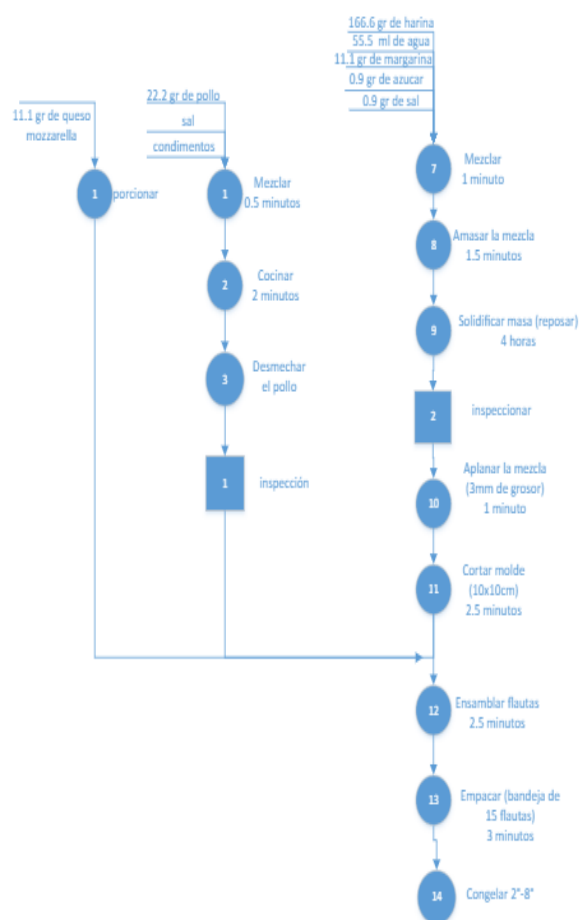 11.1 gr de queso
mozzarella
1
porcionar
22.2 gr de pollo
sal
condimentos
1
Mezclar
0.5 minutos
2
Cocinar
2 minutos
3
Desmechar
el pollo
1
inspección
166.6 gr de harina
55.5 ml de agua
11.1 gr de margarina
0.9 gr de azucar
0.9 gr de sal
7
Mezclar
1 minuto
8
Amasar la mezcla
1.5 minutos
9
Solidificar masa (reposar)
4 horas
2
inspeccionar
10
Aplanar la mezcla
(3mm de grosor)
1 minuto
11
Cortar molde
(10x10cm)
2.5 minutos
12
Ensamblar flautas
2.5 minutos
13
Empacar (bandeja de
15 flautas)
3 minutos
14
Congelar 2°-8°